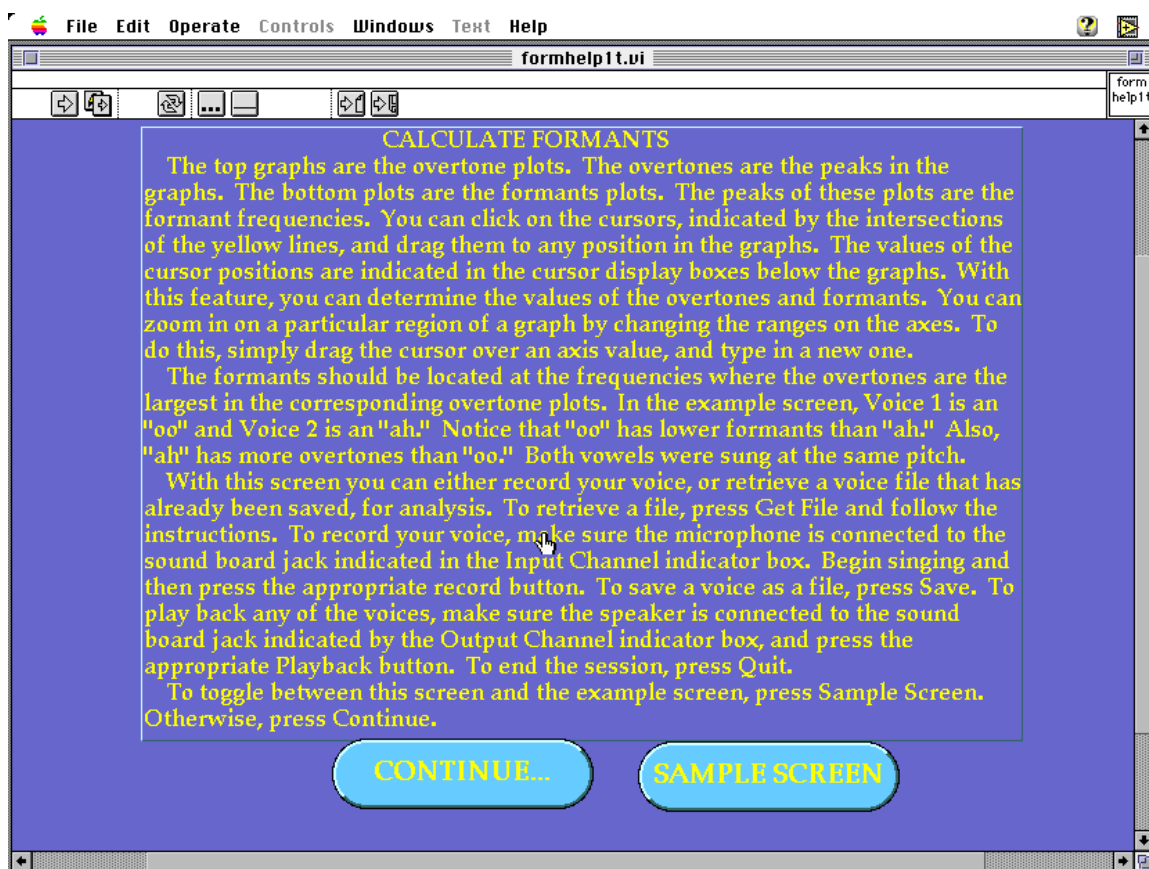 File Edit Operate Controls Windows Text Help
formhelp1t.vi
form
help1t
CALCULATE FORMANTS
The top graphs are the overtone plots. The overtones are the peaks in the
graphs. The bottom plots are the formants plots. The peaks of these plots are the
formant frequencies. You can click on the cursors, indicated by the intersections
of the yellow lines, and drag them to any position in the graphs. The values of the
cursor positions are indicated in the cursor display boxes below the graphs. With
this feature, you can determine the values of the overtones and formants. You can
zoom in on a particular region of a graph by changing the ranges on the axes. To
do this, simply drag the cursor over an axis value, and type in a new one.
The formants should be located at the frequencies where the overtones are the
largest in the corresponding overtone plots. In the example screen, Voice 1 is an
"oo" and Voice 2 is an "ah." Notice that "oo" has lower formants than "ah." Also,
"ah" has more overtones than "oo." Both vowels were sung at the same pitch.
With this screen you can either record your voice, or retrieve a voice file that has
already been saved, for analysis. To retrieve a file, press Get File and follow the
instructions. To record your voice, make sure the microphone is connected to the
sound board jack indicated in the Input Channel indicator box. Begin singing and
then press the appropriate record button. To save a voice as a file, press Save. To
play back any of the voices, make sure the speaker is connected to the sound
board jack indicated by the Output Channel indicator box, and press the
appropriate Playback button. To end the session, press Quit.
To toggle between this screen and the example screen, press Sample Screen.
Otherwise, press Continue.
CONTINUE...
SAMPLE SCREEN